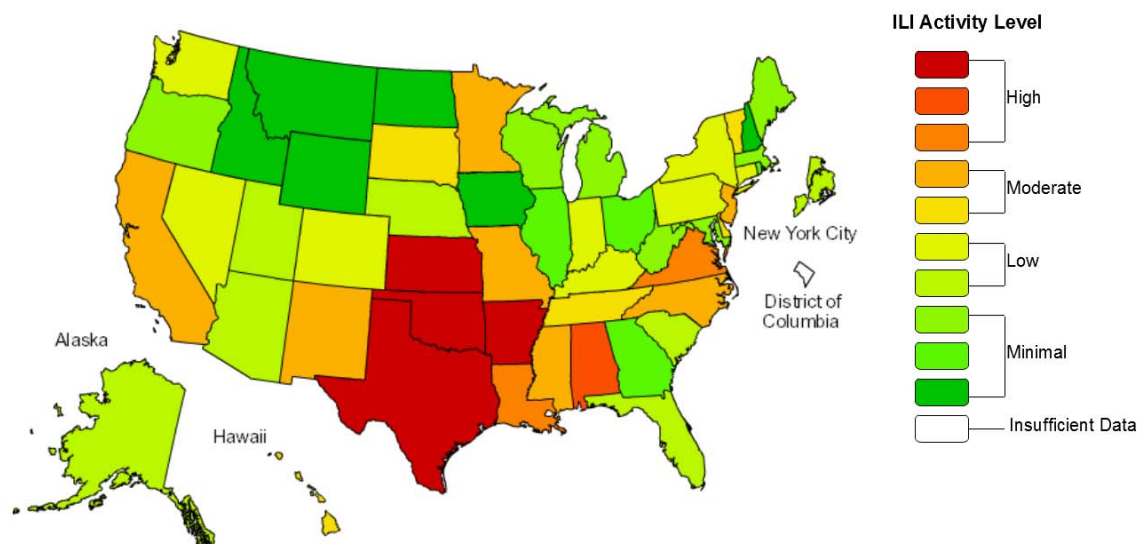 ILI Activity Level
High
Moderate
Low
Minimal
Insufficient Data
New York City
District of
Columbia
Alaska
Hawaii